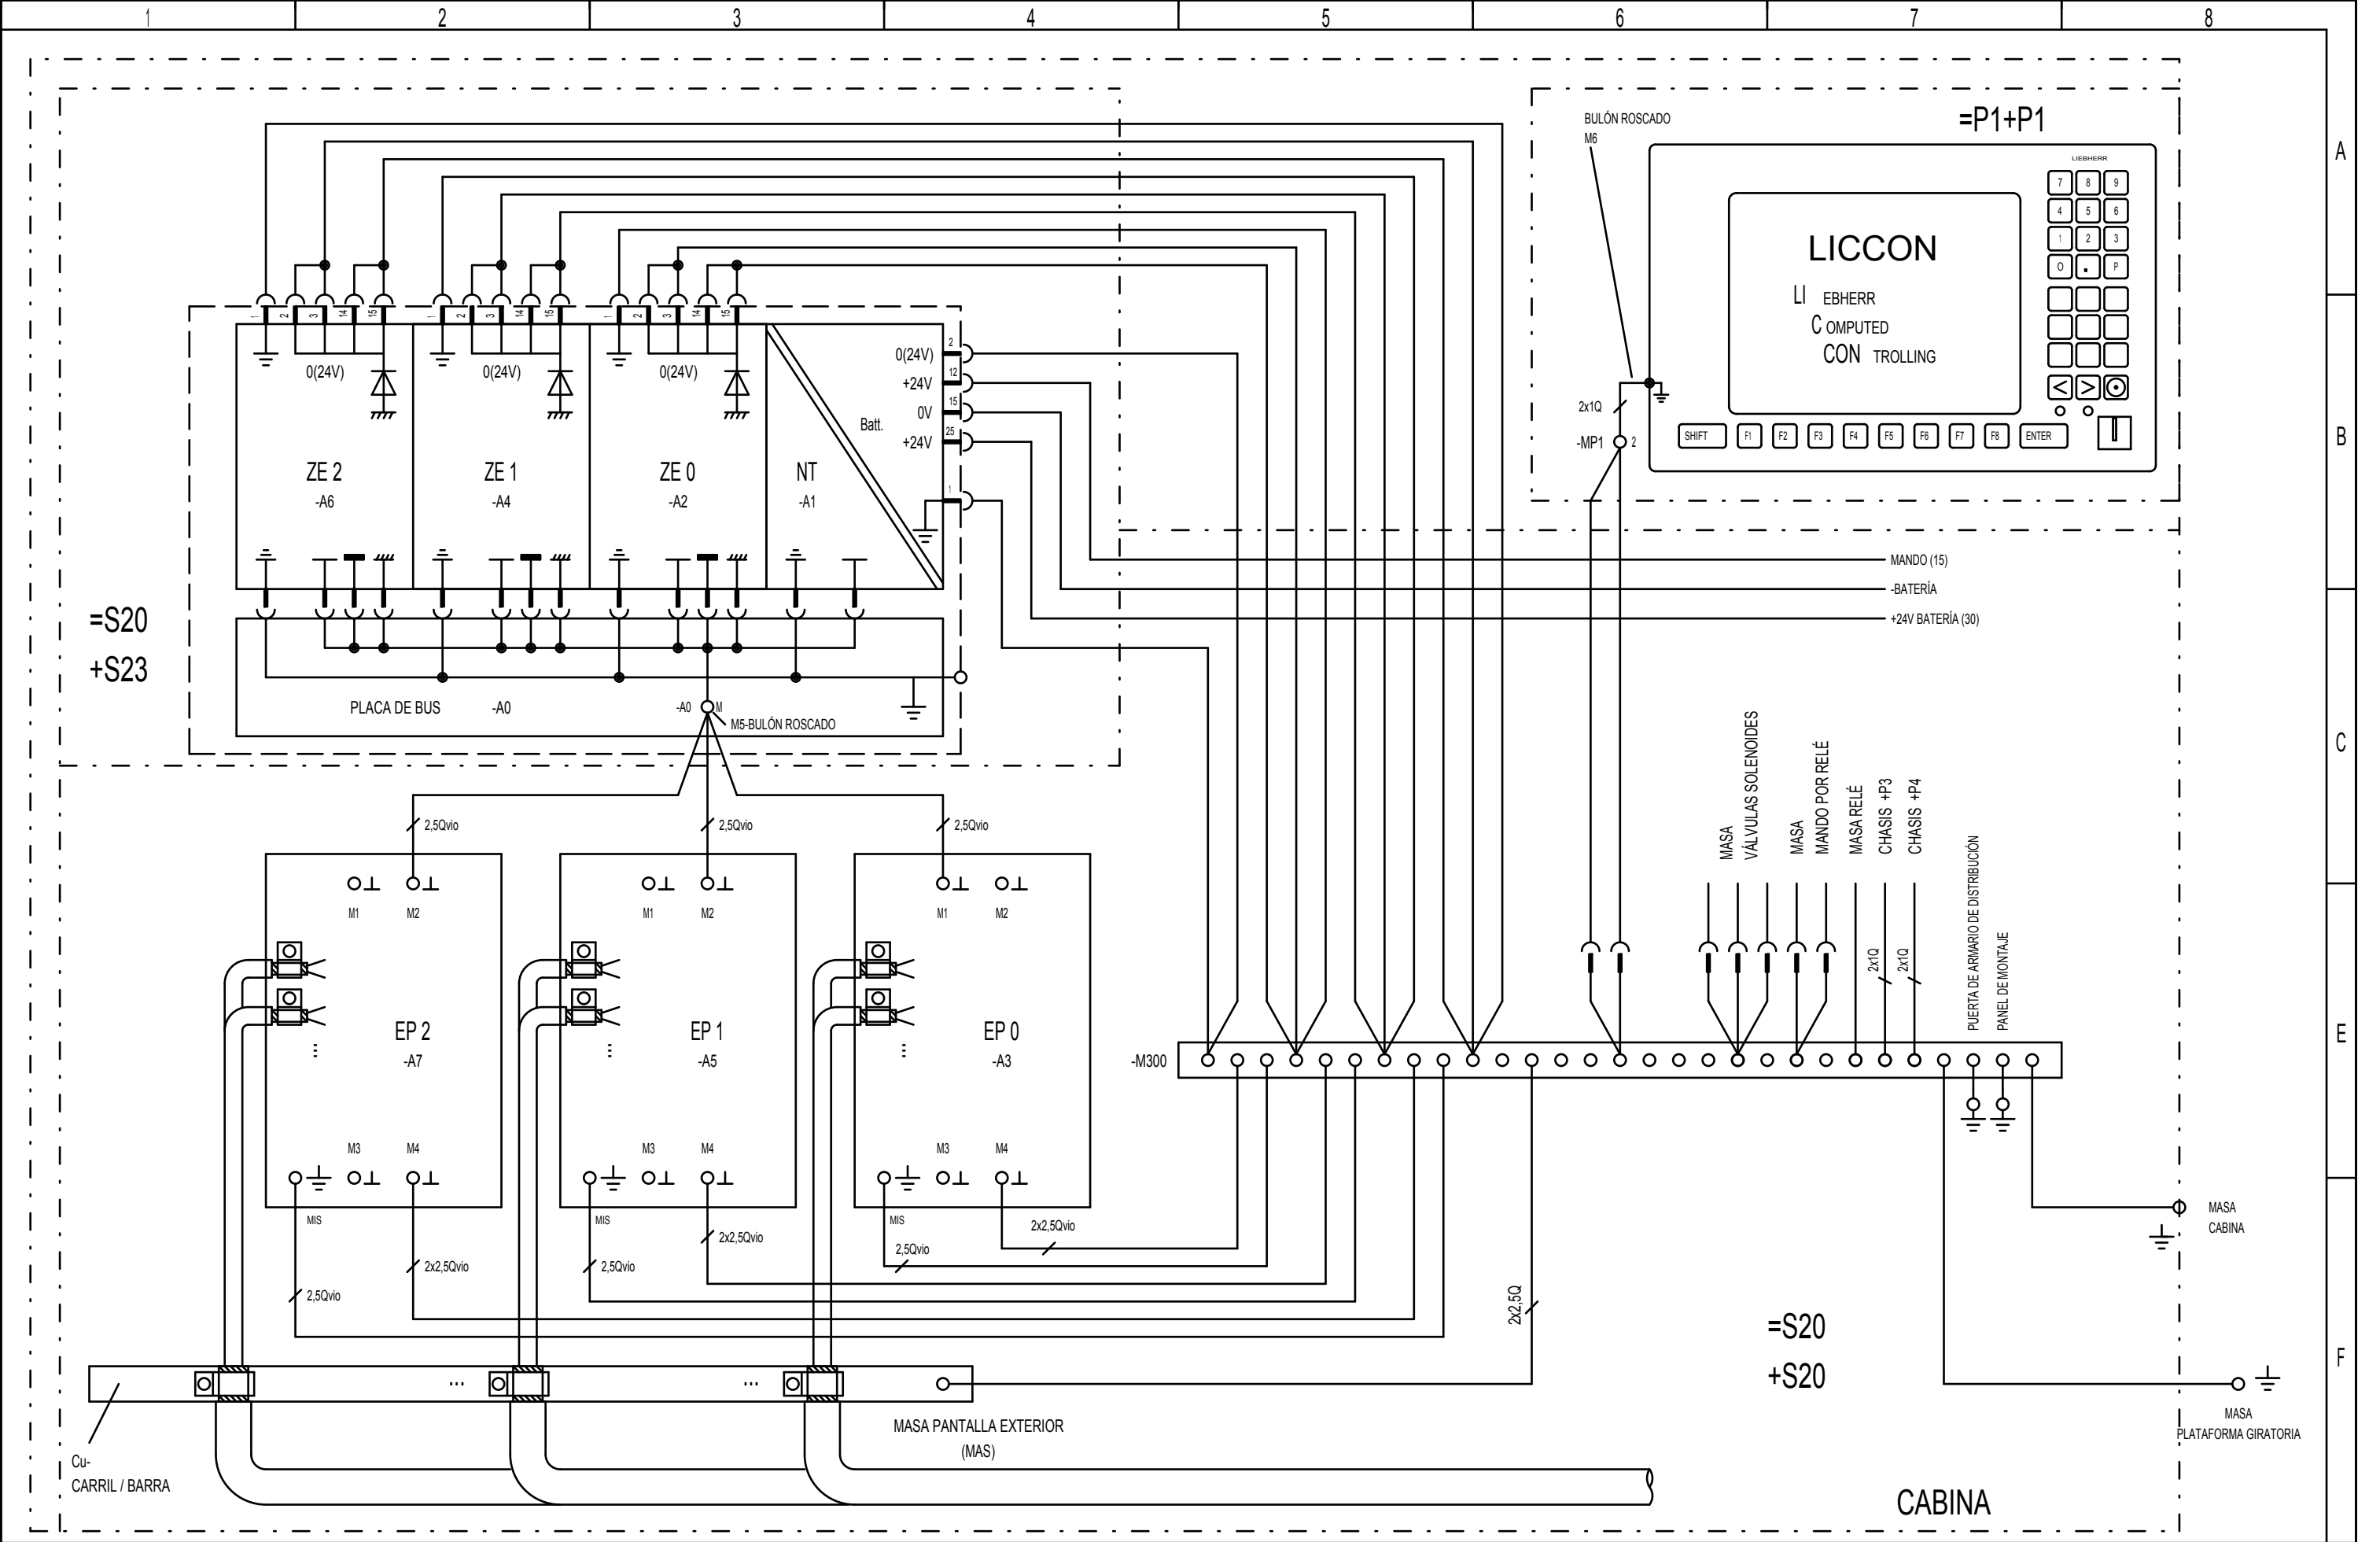 1 2 3 4 5 6 7 8
A
B
C
E
F
BULÓN ROSCADO
M6
=P1+P1
LIEBHERR
7 8 9
4 5 6
1 2 3
O . P
LICCON
LI EBHERR
C OMPUTED
CON TROLLING
< >
SHIFT F1 F2 F3 F4 F5 F6 F7 F8 ENTER
2x1Q
-MP1 2
1 2 3 14 15 1 2 3 14 15 1 2 3 14 15
0(24V) 0(24V) 0(24V)
0(24V) 2
+24V 12
0V 15
+24V 25
1
Batt.
ZE 2
-A6
ZE 1
-A4
ZE 0
-A2
NT
-A1
MANDO (15)
-BATERÍA
+24V BATERÍA (30)
=S20
+S23
PLACA DE BUS -A0
-A0 M
M5-BULÓN ROSCADO
2,5Qvio 2,5Qvio 2,5Qvio
M1 M2 M1 M2 M1 M2
EP 2
-A7
EP 1
-A5
EP 0
-A3
...
...
...
M3 M4 M3 M4 M3 M4
MIS MIS MIS
2,5Qvio
2x2,5Qvio
2,5Qvio
2x2,5Qvio
2,5Qvio
2x2,5Qvio
MASA
VÁLVULAS SOLENOIDES
MASA
MANDO POR RELÉ
MASA RELÉ
CHASIS +P3
CHASIS +P4
2x1Q
2x1Q
PUERTA DE ARMARIO DE DISTRIBUCIÓN
PANEL DE MONTAJE
-M300
2x2,5Q
MASA
CABINA
=S20
+S20
MASA
PLATAFORMA GIRATORIA
... ...
MASA PANTALLA EXTERIOR
(MAS)
Cu-
CARRIL / BARRA
CABINA